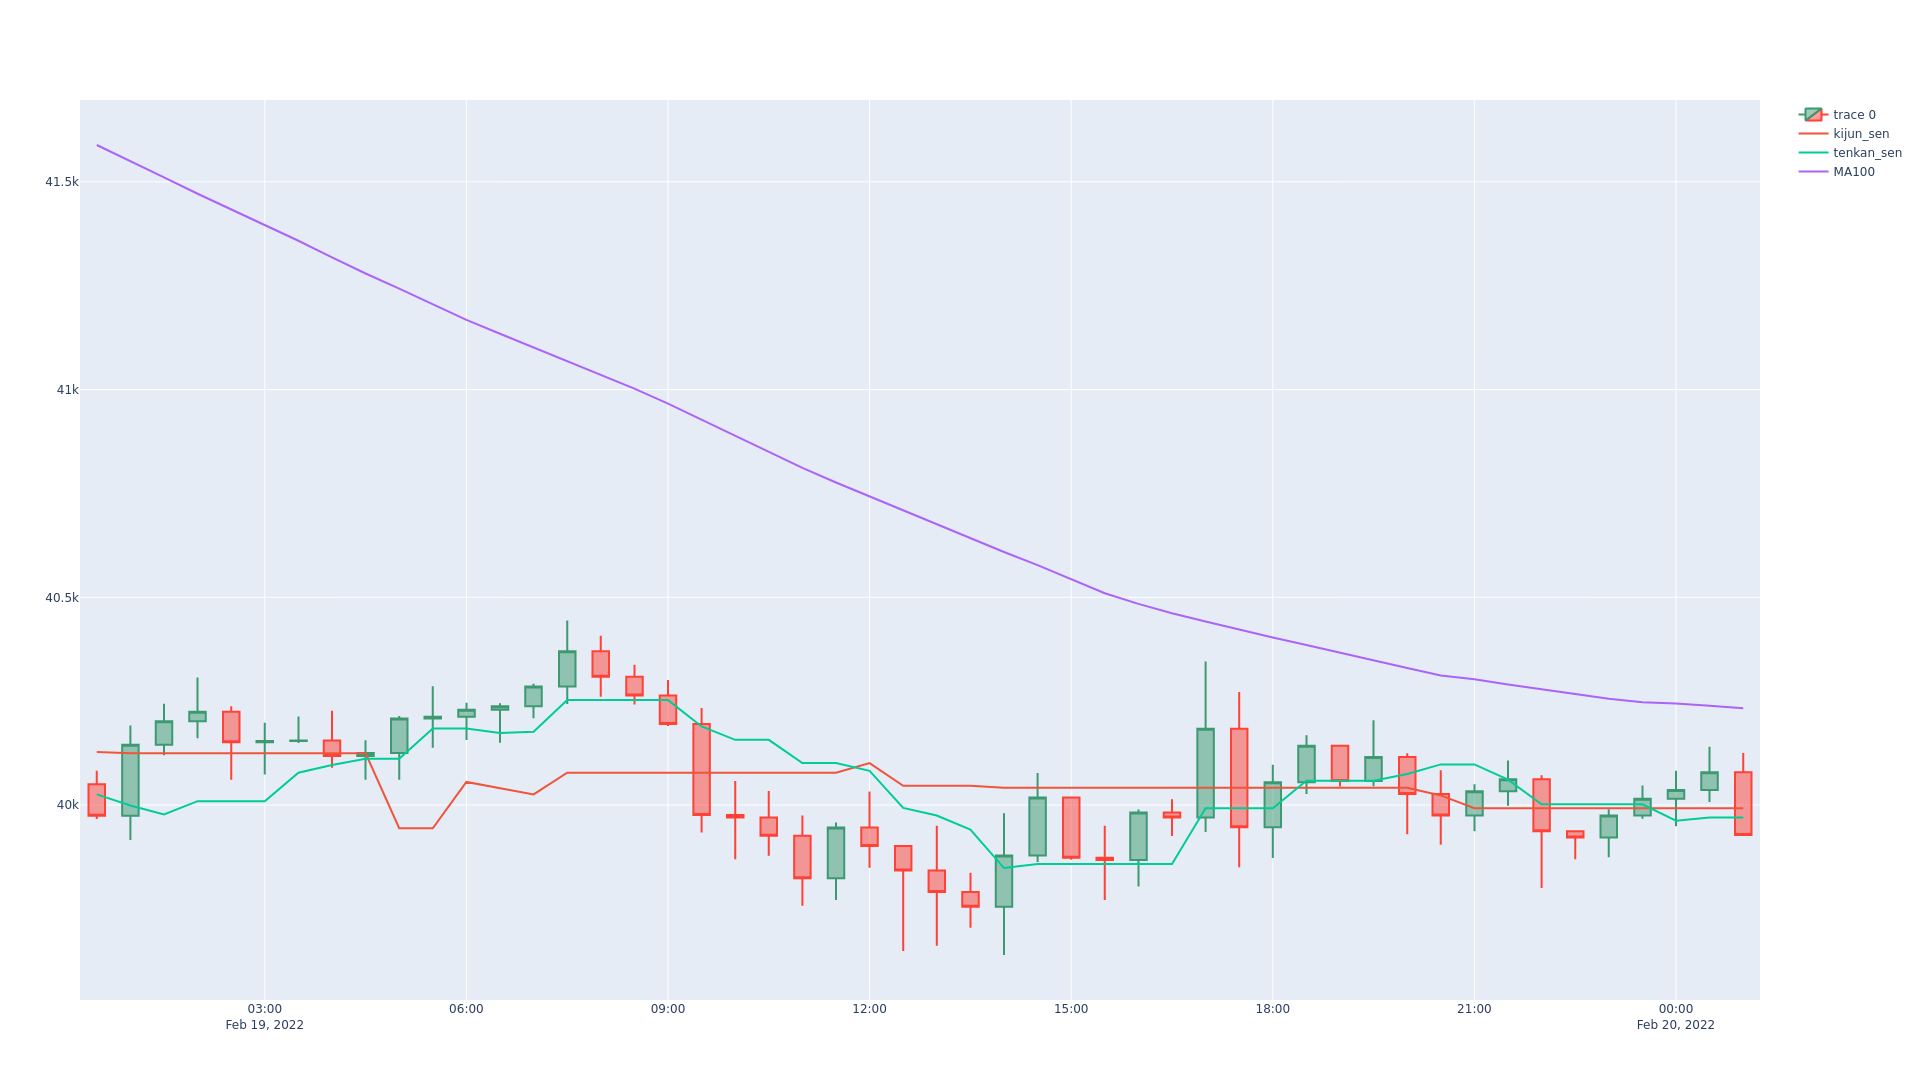 trace 0
kijun_sen
tenkan_sen
MA100
41.5k
41k
40.5k
40k
03:00
Feb 19, 2022
06:00
09:00
12:00
15:00
18:00
21:00
00:00
Feb 20, 2022